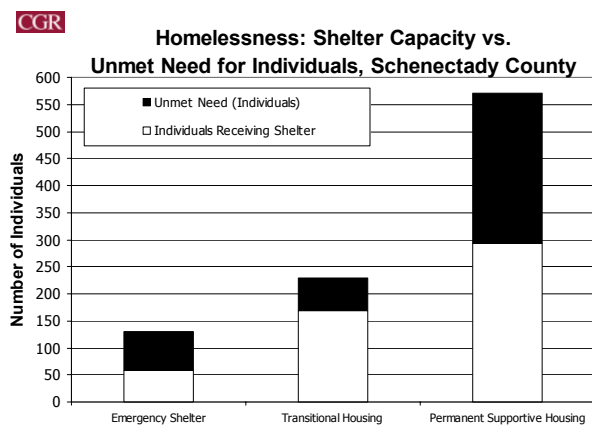 CGR
Homelessness: Shelter Capacity vs.
Unmet Need for Individuals, Schenectady County
600
550
500
450
400
350
300
250
200
150
100
50
0
Number of Individuals
Unmet Need (Individuals)
Individuals Receiving Shelter
Emergency Shelter
Transitional Housing
Permanent Supportive Housing